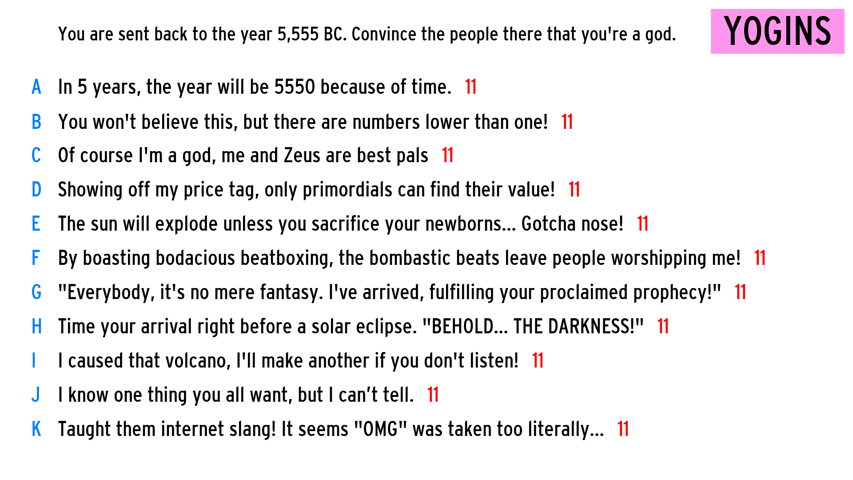 You are sent back to the year 5,555 BC. Convince the people there that you're a god.
YOGINS
A In 5 years, the year will be 5550 because of time. 11
B You won't believe this, but there are numbers lower than one! 11
C Of course I'm a god, me and Zeus are best pals 11
D Showing off my price tag, only primordials can find their value! 11
E The sun will explode unless you sacrifice your newborns... Gotcha nose! 11
F By boasting bodacious beatboxing, the bombastic beats leave people worshipping me! 11
G "Everybody, it's no mere fantasy. I've arrived, fulfilling your proclaimed prophecy!" 11
H Time your arrival right before a solar eclipse. "BEHOLD... THE DARKNESS!" 11
I I caused that volcano, I'll make another if you don't listen! 11
J I know one thing you all want, but I can’t tell. 11
K Taught them internet slang! It seems "OMG" was taken too literally... 11